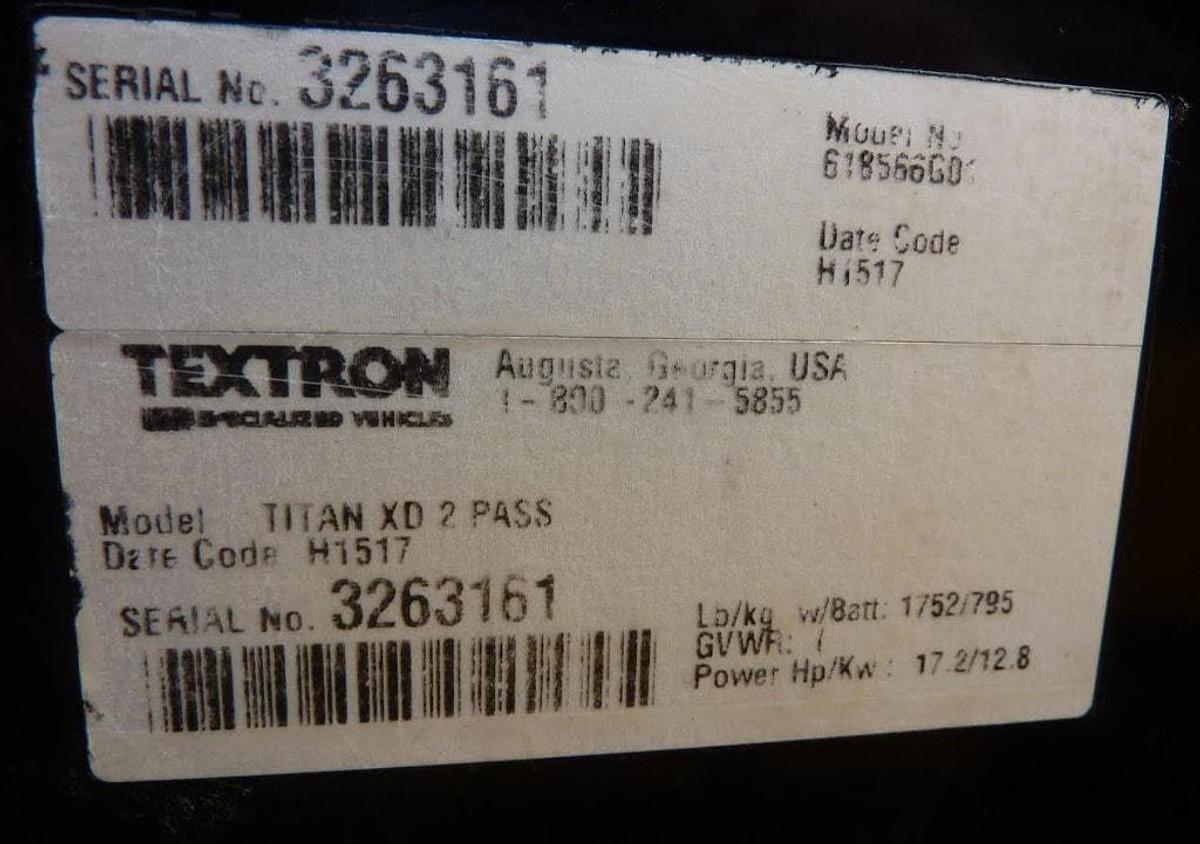 SERIAL No. 3263161
Model No
Date Code
H1517
TEXTRON
SPECIALIZED VEHICLES
Augusta, Georgia, USA
1-800-241-5855
Model TITAN XD 2 PASS
Date Code H1517
SERIAL No. 3263161
Lb/kg w/Batt: 1752/795
GVWR: /
Power Hp/Kw : 17.2/12.8